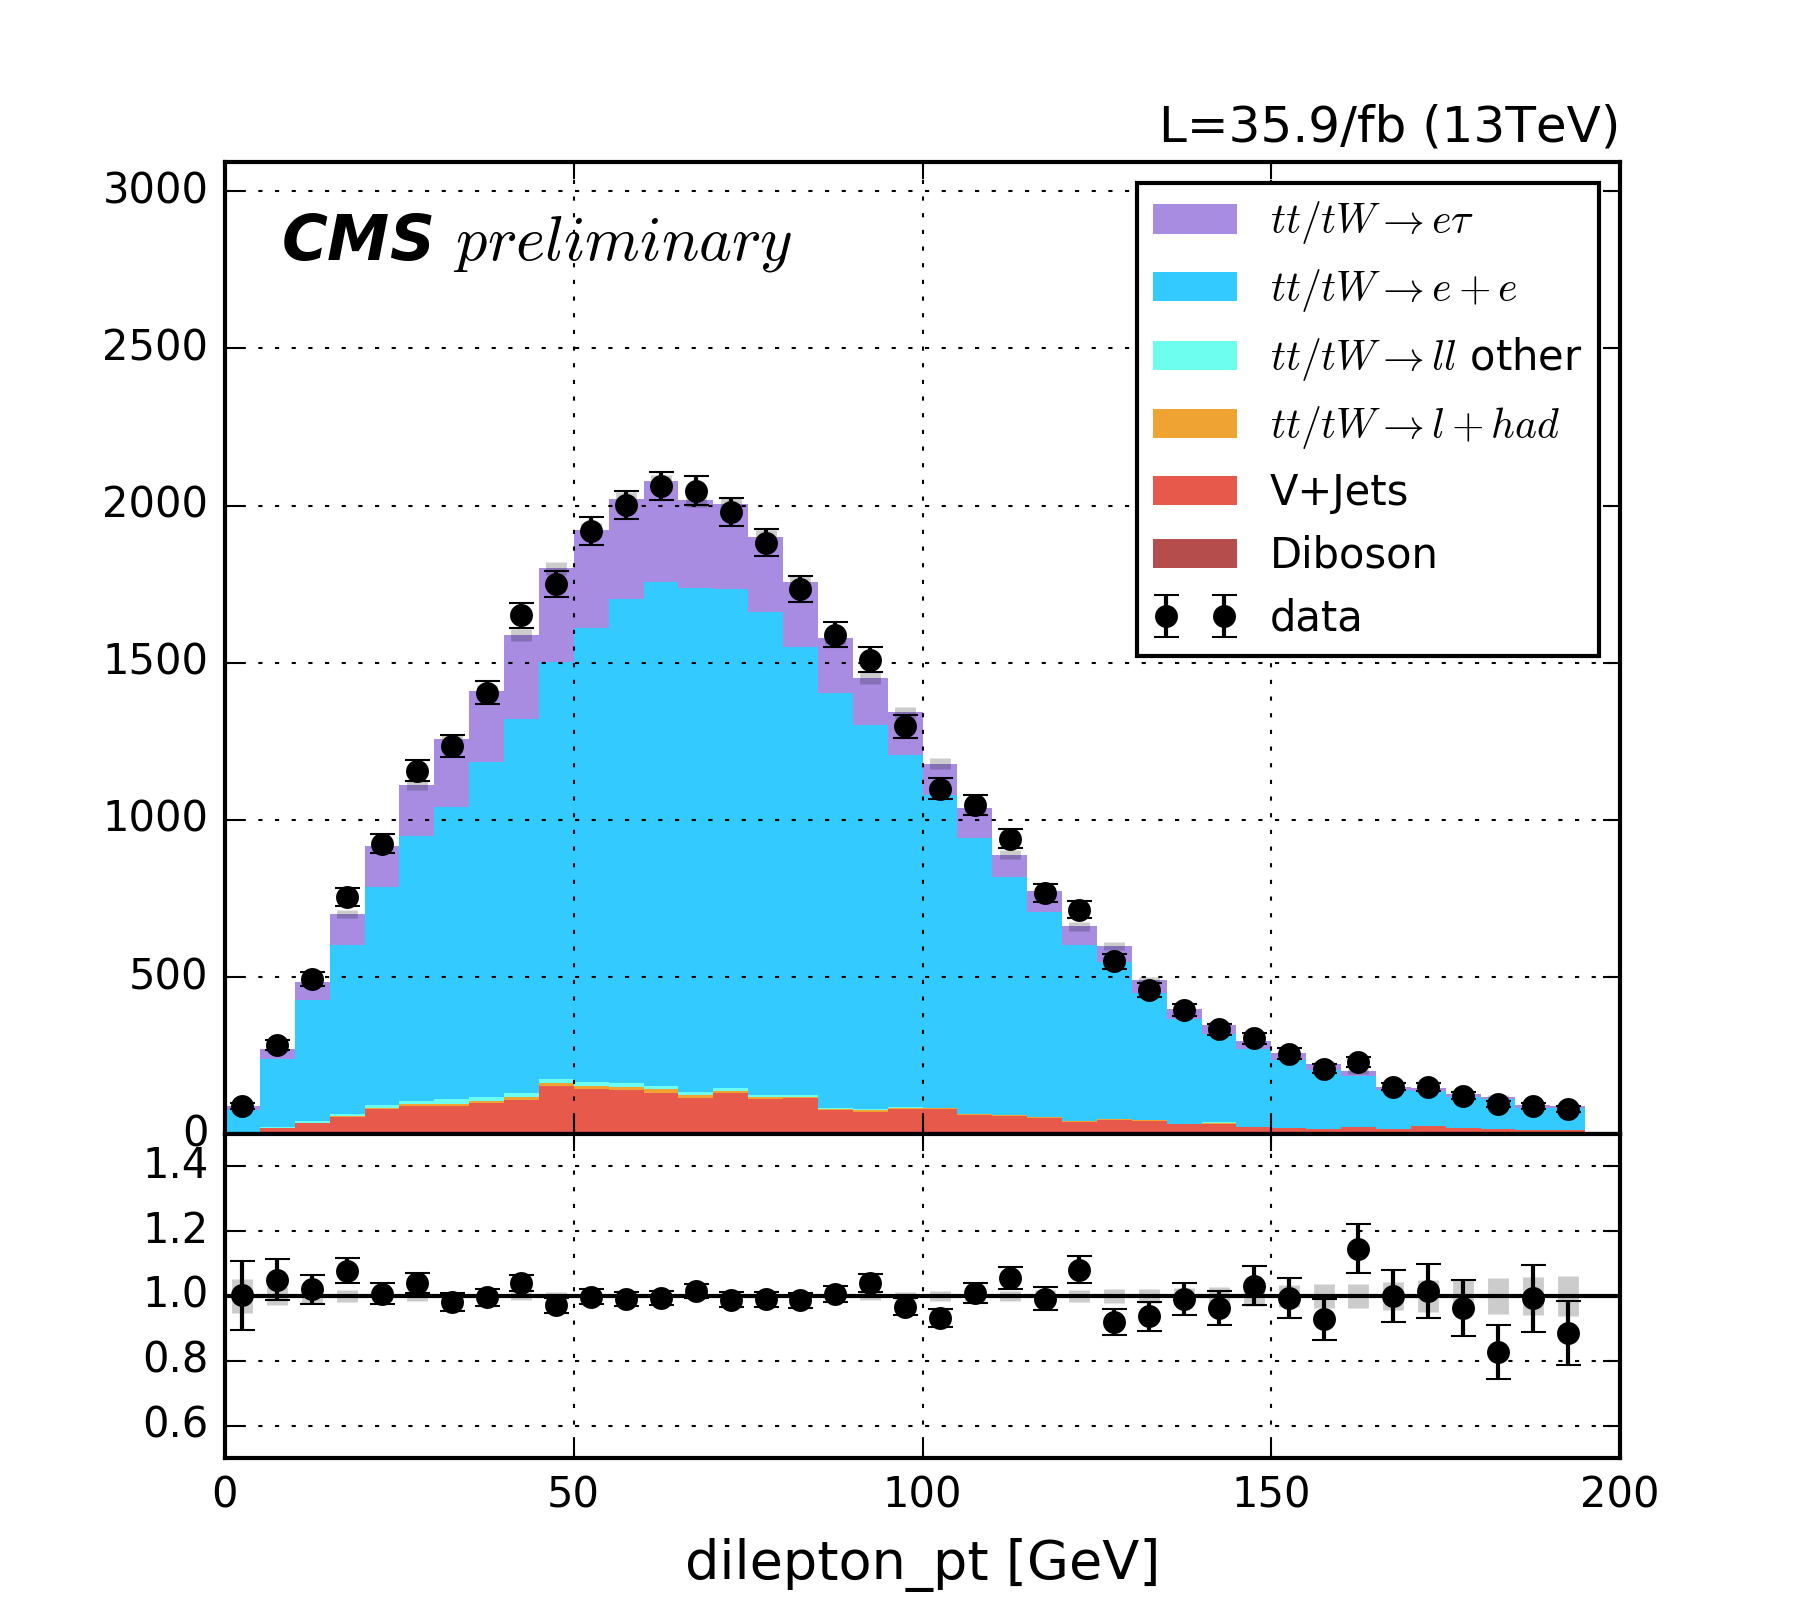 L=35.9/fb (13TeV)
CMS preliminary
3000
2500
2000
1500
1000
500
0
tt/tW→eτ
tt/tW→e+e
tt/tW→ll other
tt/tW→l+had
V+Jets
Diboson
data
1.4
1.2
1.0
0.8
0.6
0 50 100 150 200
dilepton_pt [GeV]